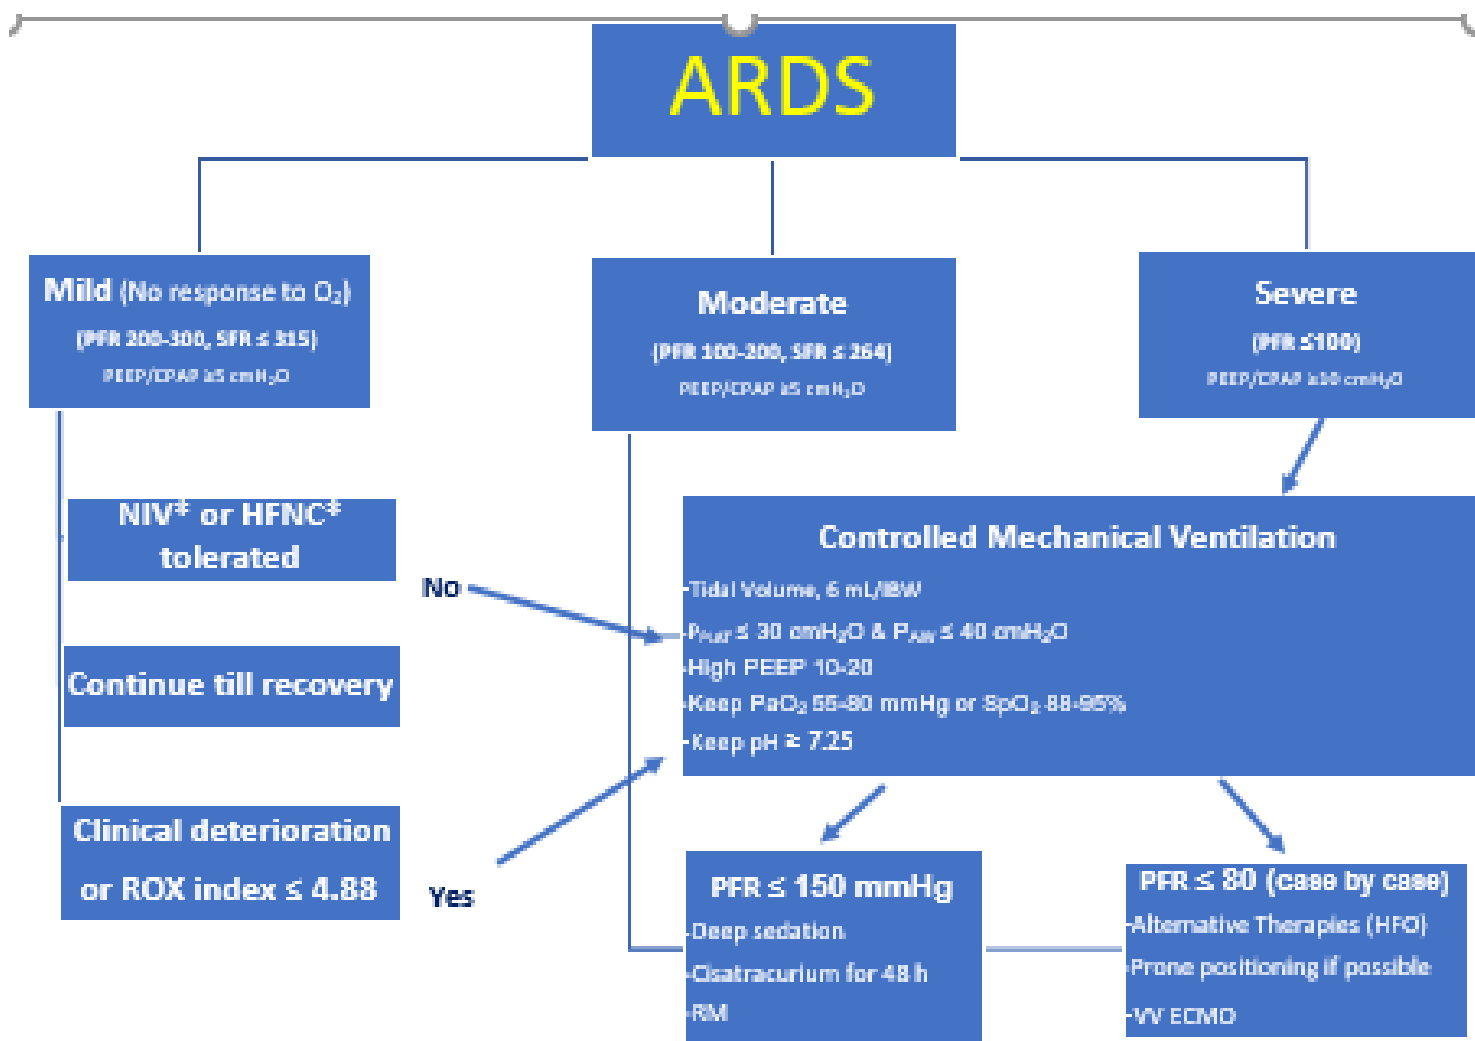 ARDS
Mild (No response to O₂)
(PFR 200-300, SFR ≤ 315)
PEEP/CPAP ≥5 cmH₂O
Moderate
(PFR 100-200, SFR ≤ 264)
PEEP/CPAP ≥5 cmH₂O
Severe
(PFR ≤100)
PEEP/CPAP ≥10 cmH₂O
NIV* or HFNC*
tolerated
No
Continue till recovery
Clinical deterioration
or ROX index ≤ 4.88
Yes
Controlled Mechanical Ventilation
-Tidal Volume, 6 mL/IBW
-PPLAT ≤ 30 cmH₂O & PAW ≤ 40 cmH₂O
-High PEEP 10-20
-Keep PaO₂ 55-80 mmHg or SpO₂ 88-95%
-Keep pH ≥ 7.25
PFR ≤ 150 mmHg
-Deep sedation
-Cisatracurium for 48 h
-RM
PFR ≤ 80 (case by case)
-Alternative Therapies (HFO)
-Prone positioning if possible
-VV ECMO